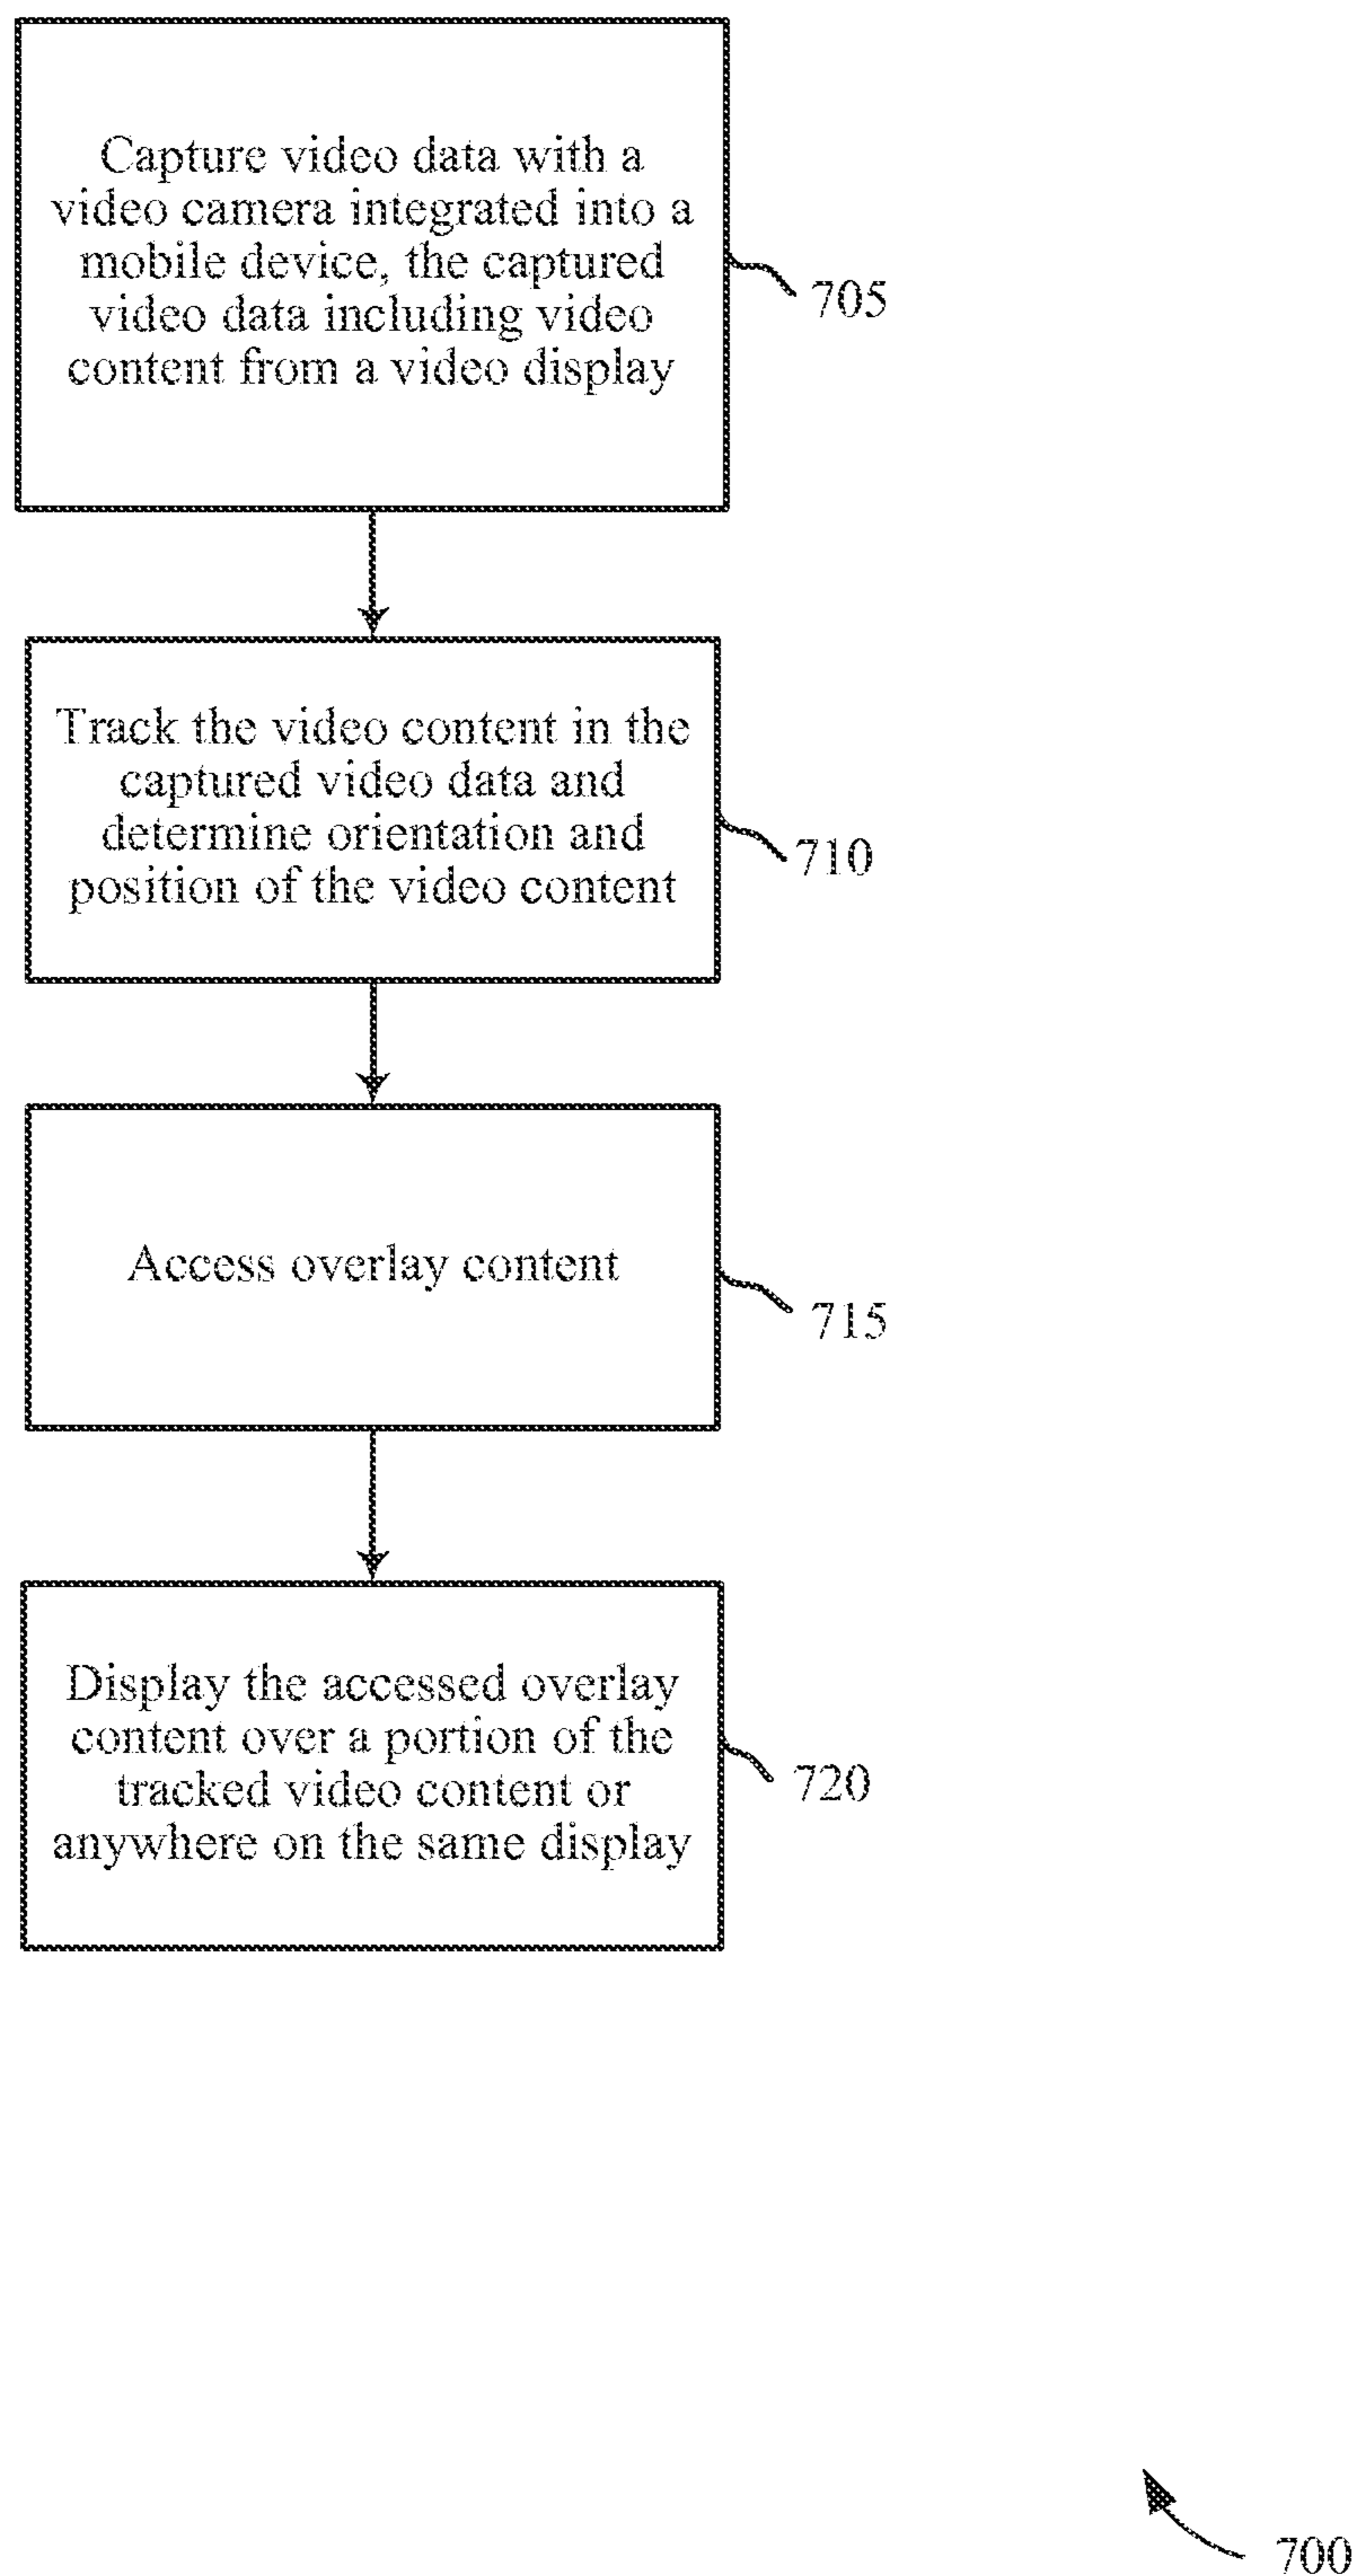 Capture video data with a
video camera integrated into a
mobile device, the captured
video data including video
content from a video display
705
Track the video content in the
captured video data and
determine orientation and
position of the video content
710
Access overlay content
715
Display the accessed overlay
content over a portion of the
tracked video content or
anywhere on the same display
720
700